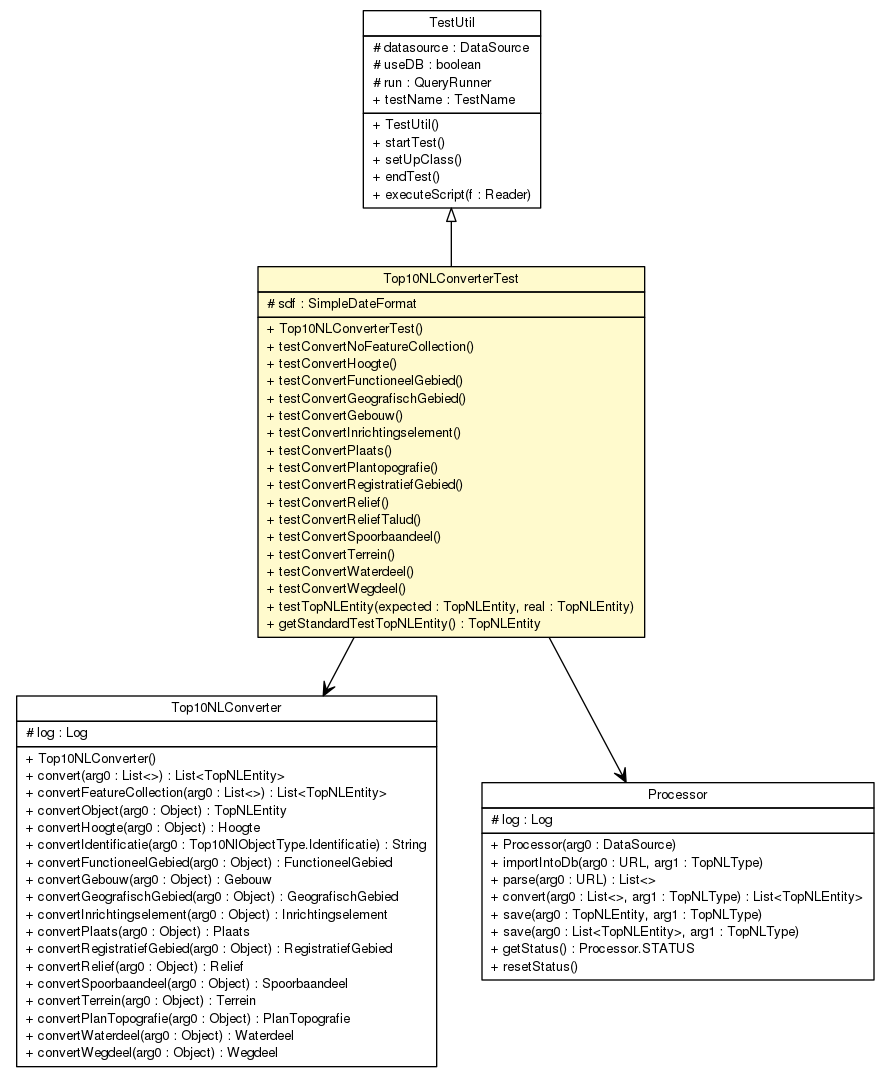 TestUtil
# datasource : DataSource
# useDB : boolean
# run : QueryRunner
+ testName : TestName
+ TestUtil()
+ startTest()
+ setUpClass()
+ endTest()
+ executeScript(f : Reader)
Top10NLConverterTest
# sdf : SimpleDateFormat
+ Top10NLConverterTest()
+ testConvertNoFeatureCollection()
+ testConvertHoogte()
+ testConvertFunctioneelGebied()
+ testConvertGeografischGebied()
+ testConvertGebouw()
+ testConvertInrichtingselement()
+ testConvertPlaats()
+ testConvertPlantopografie()
+ testConvertRegistratiefGebied()
+ testConvertRelief()
+ testConvertReliefTalud()
+ testConvertSpoorbaandeel()
+ testConvertTerrein()
+ testConvertWaterdeel()
+ testConvertWegdeel()
+ testTopNLEntity(expected : TopNLEntity, real : TopNLEntity)
+ getStandardTestTopNLEntity() : TopNLEntity
Top10NLConverter
# log : Log
+ Top10NLConverter()
+ convert(arg0 : List<>) : List<TopNLEntity>
+ convertFeatureCollection(arg0 : List<>) : List<TopNLEntity>
+ convertObject(arg0 : Object) : TopNLEntity
+ convertHoogte(arg0 : Object) : Hoogte
+ convertIdentificatie(arg0 : Top10NlObjectType.Identificatie) : String
+ convertFunctioneelGebied(arg0 : Object) : FunctioneelGebied
+ convertGebouw(arg0 : Object) : Gebouw
+ convertGeografischGebied(arg0 : Object) : GeografischGebied
+ convertInrichtingselement(arg0 : Object) : Inrichtingselement
+ convertPlaats(arg0 : Object) : Plaats
+ convertRegistratiefGebied(arg0 : Object) : RegistratiefGebied
+ convertRelief(arg0 : Object) : Relief
+ convertSpoorbaandeel(arg0 : Object) : Spoorbaandeel
+ convertTerrein(arg0 : Object) : Terrein
+ convertPlanTopografie(arg0 : Object) : PlanTopografie
+ convertWaterdeel(arg0 : Object) : Waterdeel
+ convertWegdeel(arg0 : Object) : Wegdeel
Processor
# log : Log
+ Processor(arg0 : DataSource)
+ importIntoDb(arg0 : URL, arg1 : TopNLType)
+ parse(arg0 : URL) : List<>
+ convert(arg0 : List<>, arg1 : TopNLType) : List<TopNLEntity>
+ save(arg0 : TopNLEntity, arg1 : TopNLType)
+ save(arg0 : List<TopNLEntity>, arg1 : TopNLType)
+ getStatus() : Processor.STATUS
+ resetStatus()